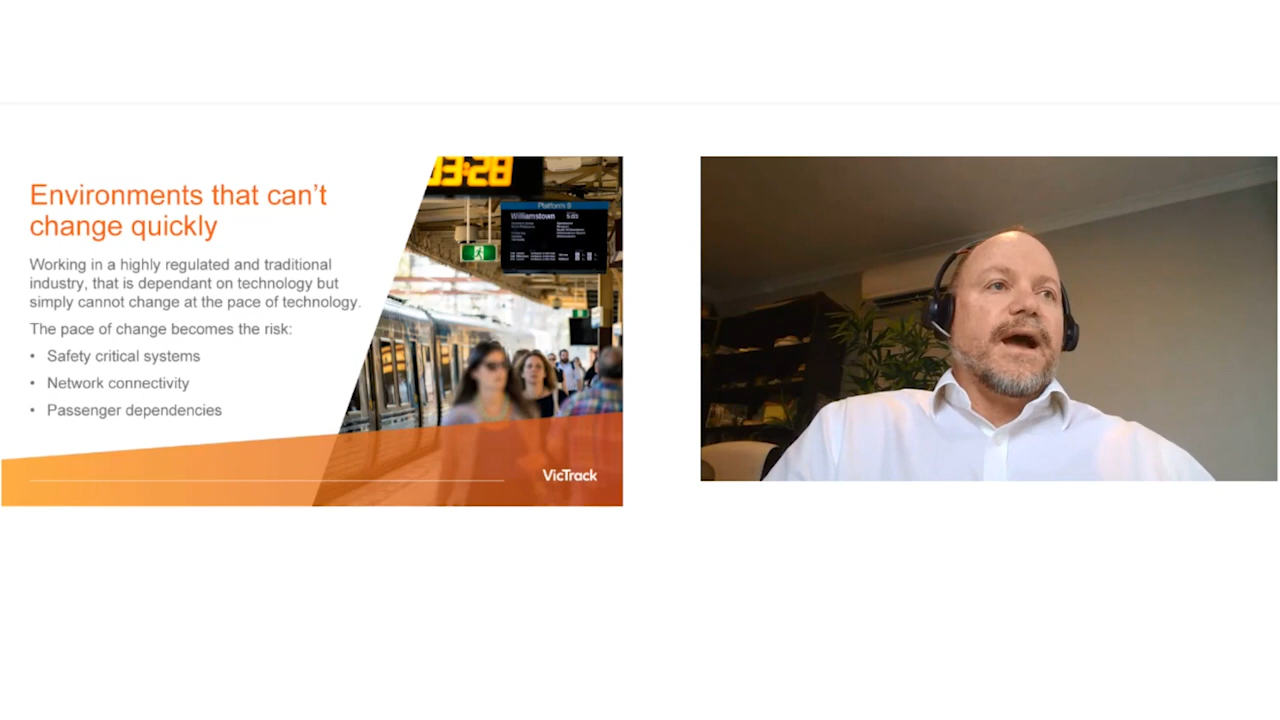 Environments that can't
change quickly
Working in a highly regulated and traditional
industry, that is dependant on technology but
simply cannot change at the pace of technology.
The pace of change becomes the risk:
• Safety critical systems
• Network connectivity
• Passenger dependencies
03:28
Platform 9
Williamstown
VicTrack